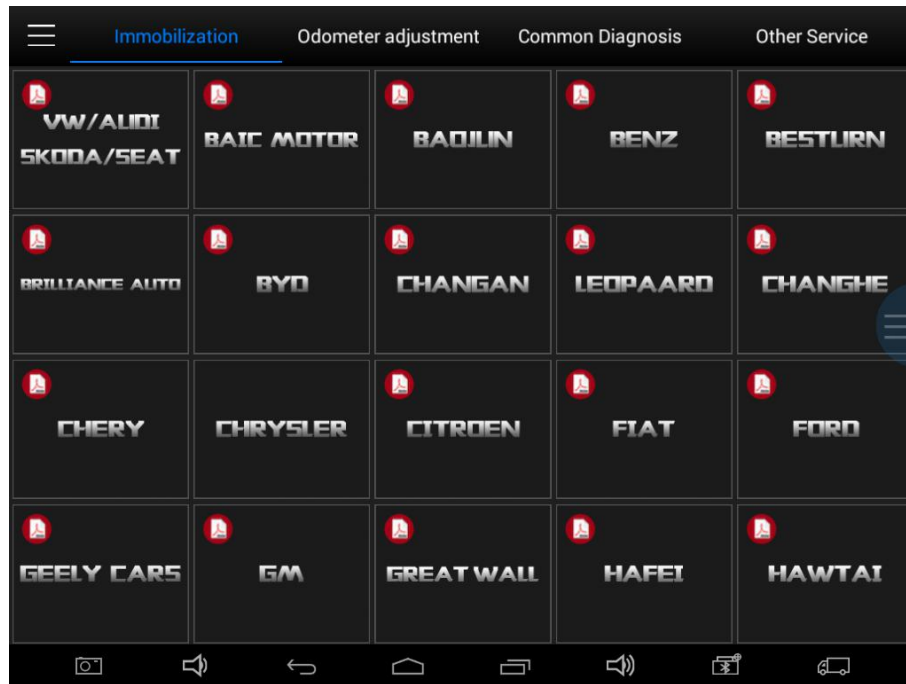 Immobilization
Odometer adjustment
Common Diagnosis
Other Service
VW/AUDI
SKODA/SEAT
BAIC MOTOR
BAOJUN
BENZ
BESTURN
BRILLIANCE AUTO
BYD
CHANGAN
LEOPAARD
CHANGHE
CHERY
CHRYSLER
CITROEN
FIAT
FORD
GEELY CARS
GM
GREAT WALL
HAFEI
HAWTAI